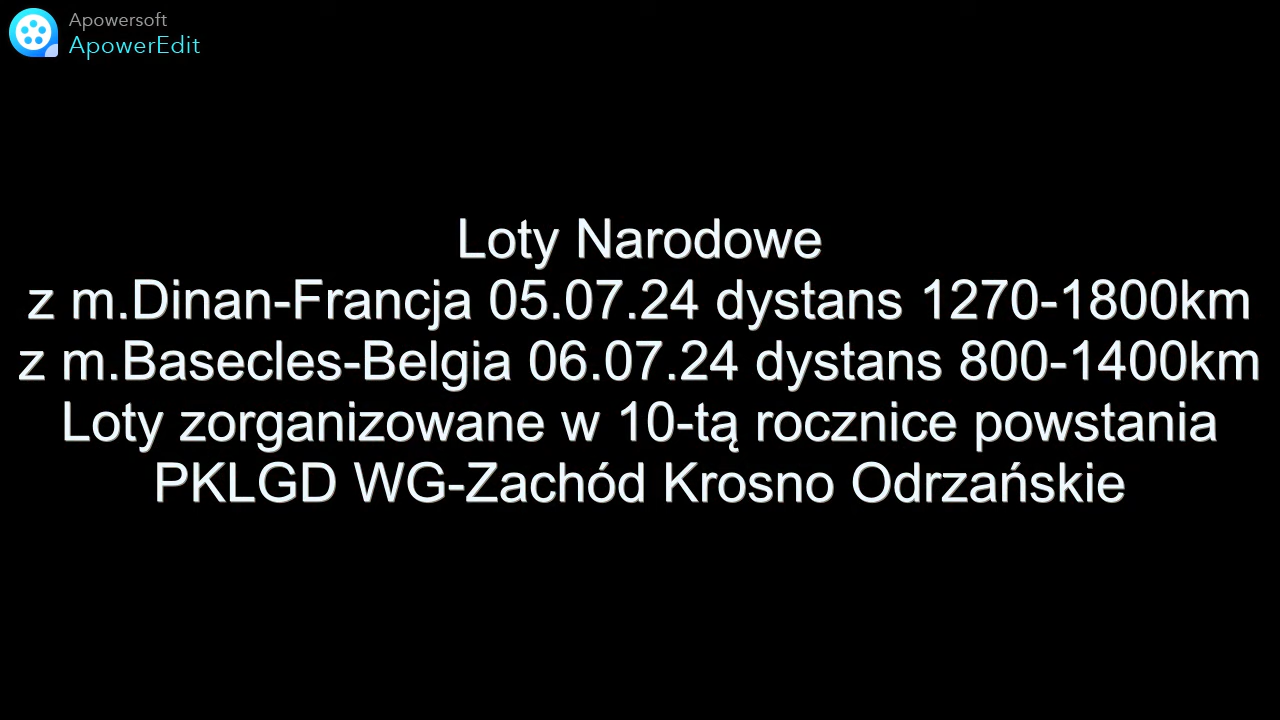 Apowersoft
ApowerEdit
Loty Narodowe
z m.Dinan-Francja 05.07.24 dystans 1270-1800km
z m.Basecles-Belgia 06.07.24 dystans 800-1400km
Loty zorganizowane w 10-tą rocznice powstania
PKLGD WG-Zachód Krosno Odrzańskie